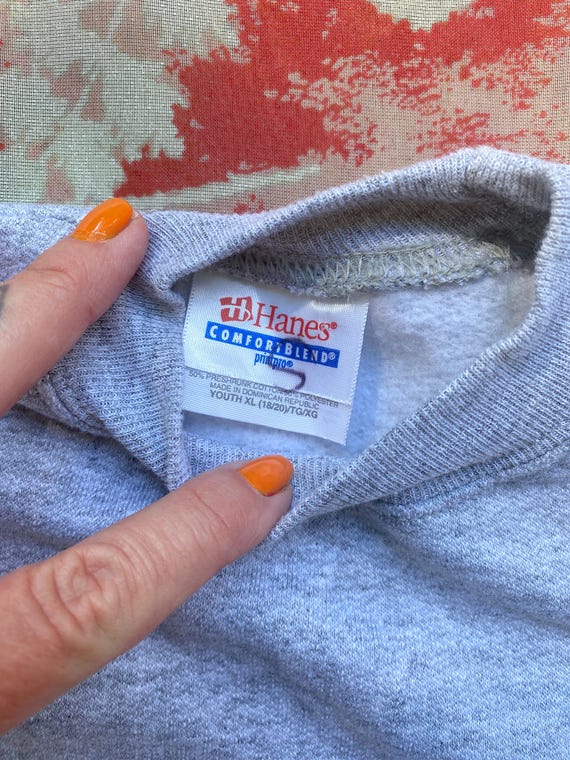 Hanes®
COMFORTBLEND®
printpro®
50% PRESHRUNK COTTON/50% POLYESTER
MADE IN DOMINICAN REPUBLIC
YOUTH XL (18/20)/TG/XG